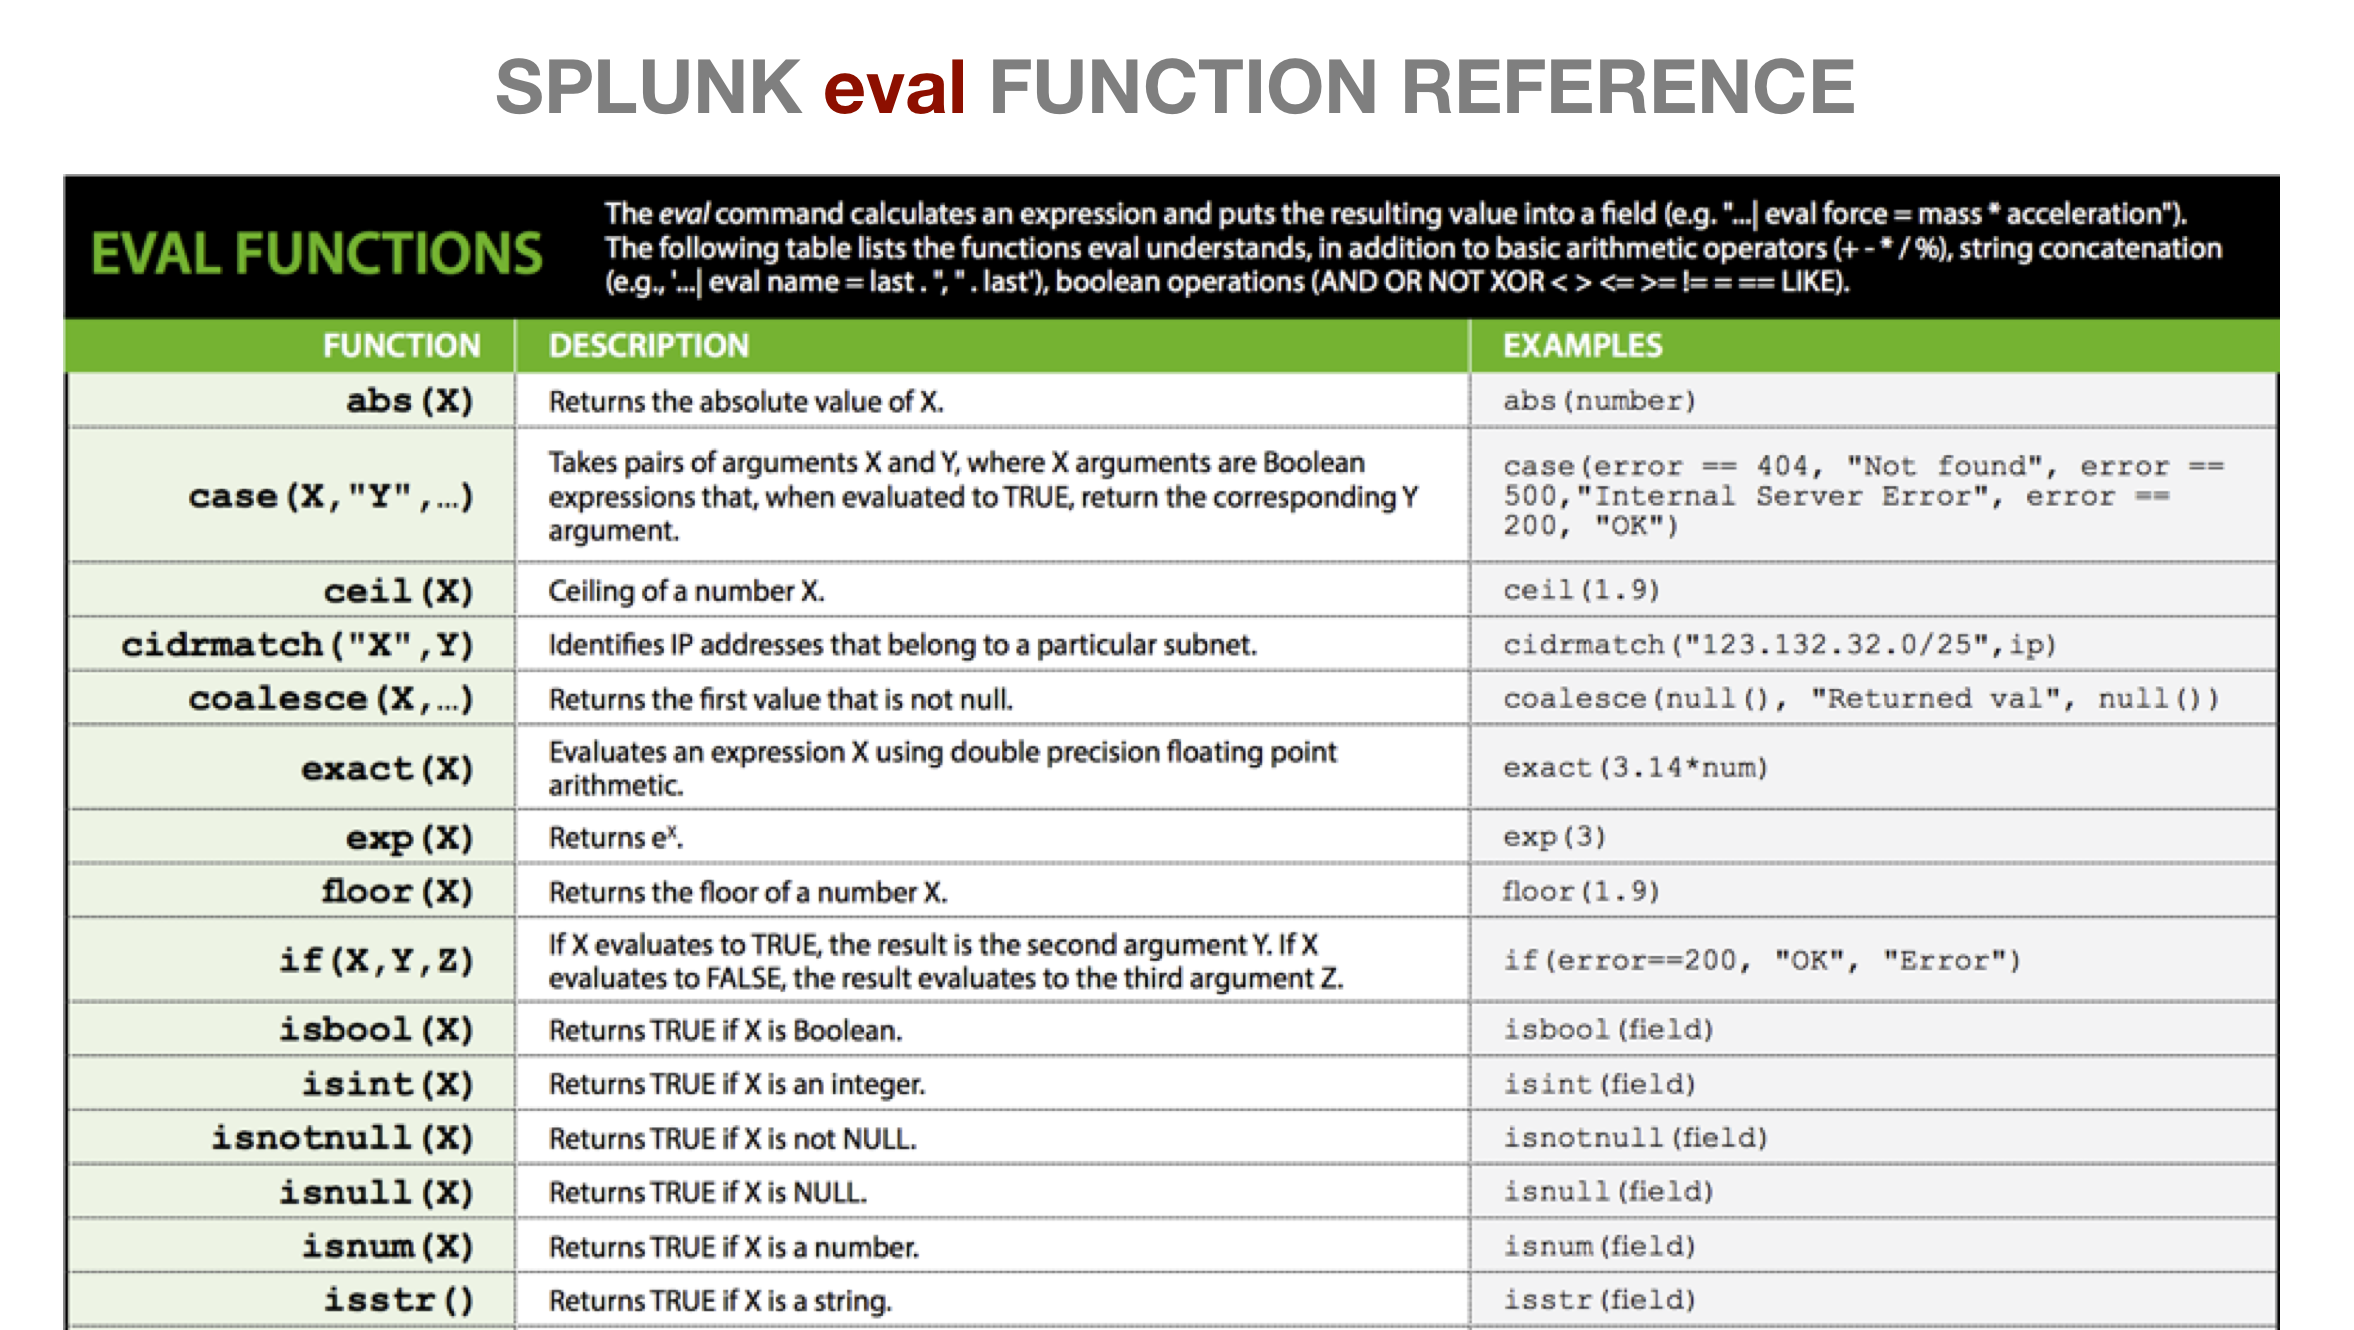 SPLUNK eval FUNCTION REFERENCE
EVAL FUNCTIONS
The eval command calculates an expression and puts the resulting value into a field (e.g. "...| eval force = mass * acceleration").
The following table lists the functions eval understands, in addition to basic arithmetic operators (+ - * / %), string concatenation
(e.g., '...| eval name = last . ", " . last'), boolean operations (AND OR NOT XOR < > <= >= != = == LIKE).
FUNCTION DESCRIPTION EXAMPLES
abs(X) Returns the absolute value of X. abs(number)
case(X,"Y",…)
Takes pairs of arguments X and Y, where X arguments are Boolean
expressions that, when evaluated to TRUE, return the corresponding Y
argument.
case(error == 404, "Not found", error ==
500,"Internal Server Error", error ==
200, "OK")
ceil(X) Ceiling of a number X. ceil(1.9)
cidrmatch("X",Y) Identifies IP addresses that belong to a particular subnet. cidrmatch("123.132.32.0/25",ip)
coalesce(X,…) Returns the first value that is not null. coalesce(null(), "Returned val", null())
exact(X)
Evaluates an expression X using double precision floating point
arithmetic.
exact(3.14*num)
exp(X) Returns eˣ. exp(3)
floor(X) Returns the floor of a number X. floor(1.9)
if(X,Y,Z)
If X evaluates to TRUE, the result is the second argument Y. If X
evaluates to FALSE, the result evaluates to the third argument Z.
if(error==200, "OK", "Error")
isbool(X) Returns TRUE if X is Boolean. isbool(field)
isint(X) Returns TRUE if X is an integer. isint(field)
isnotnull(X) Returns TRUE if X is not NULL. isnotnull(field)
isnull(X) Returns TRUE if X is NULL. isnull(field)
isnum(X) Returns TRUE if X is a number. isnum(field)
isstr() Returns TRUE if X is a string. isstr(field)